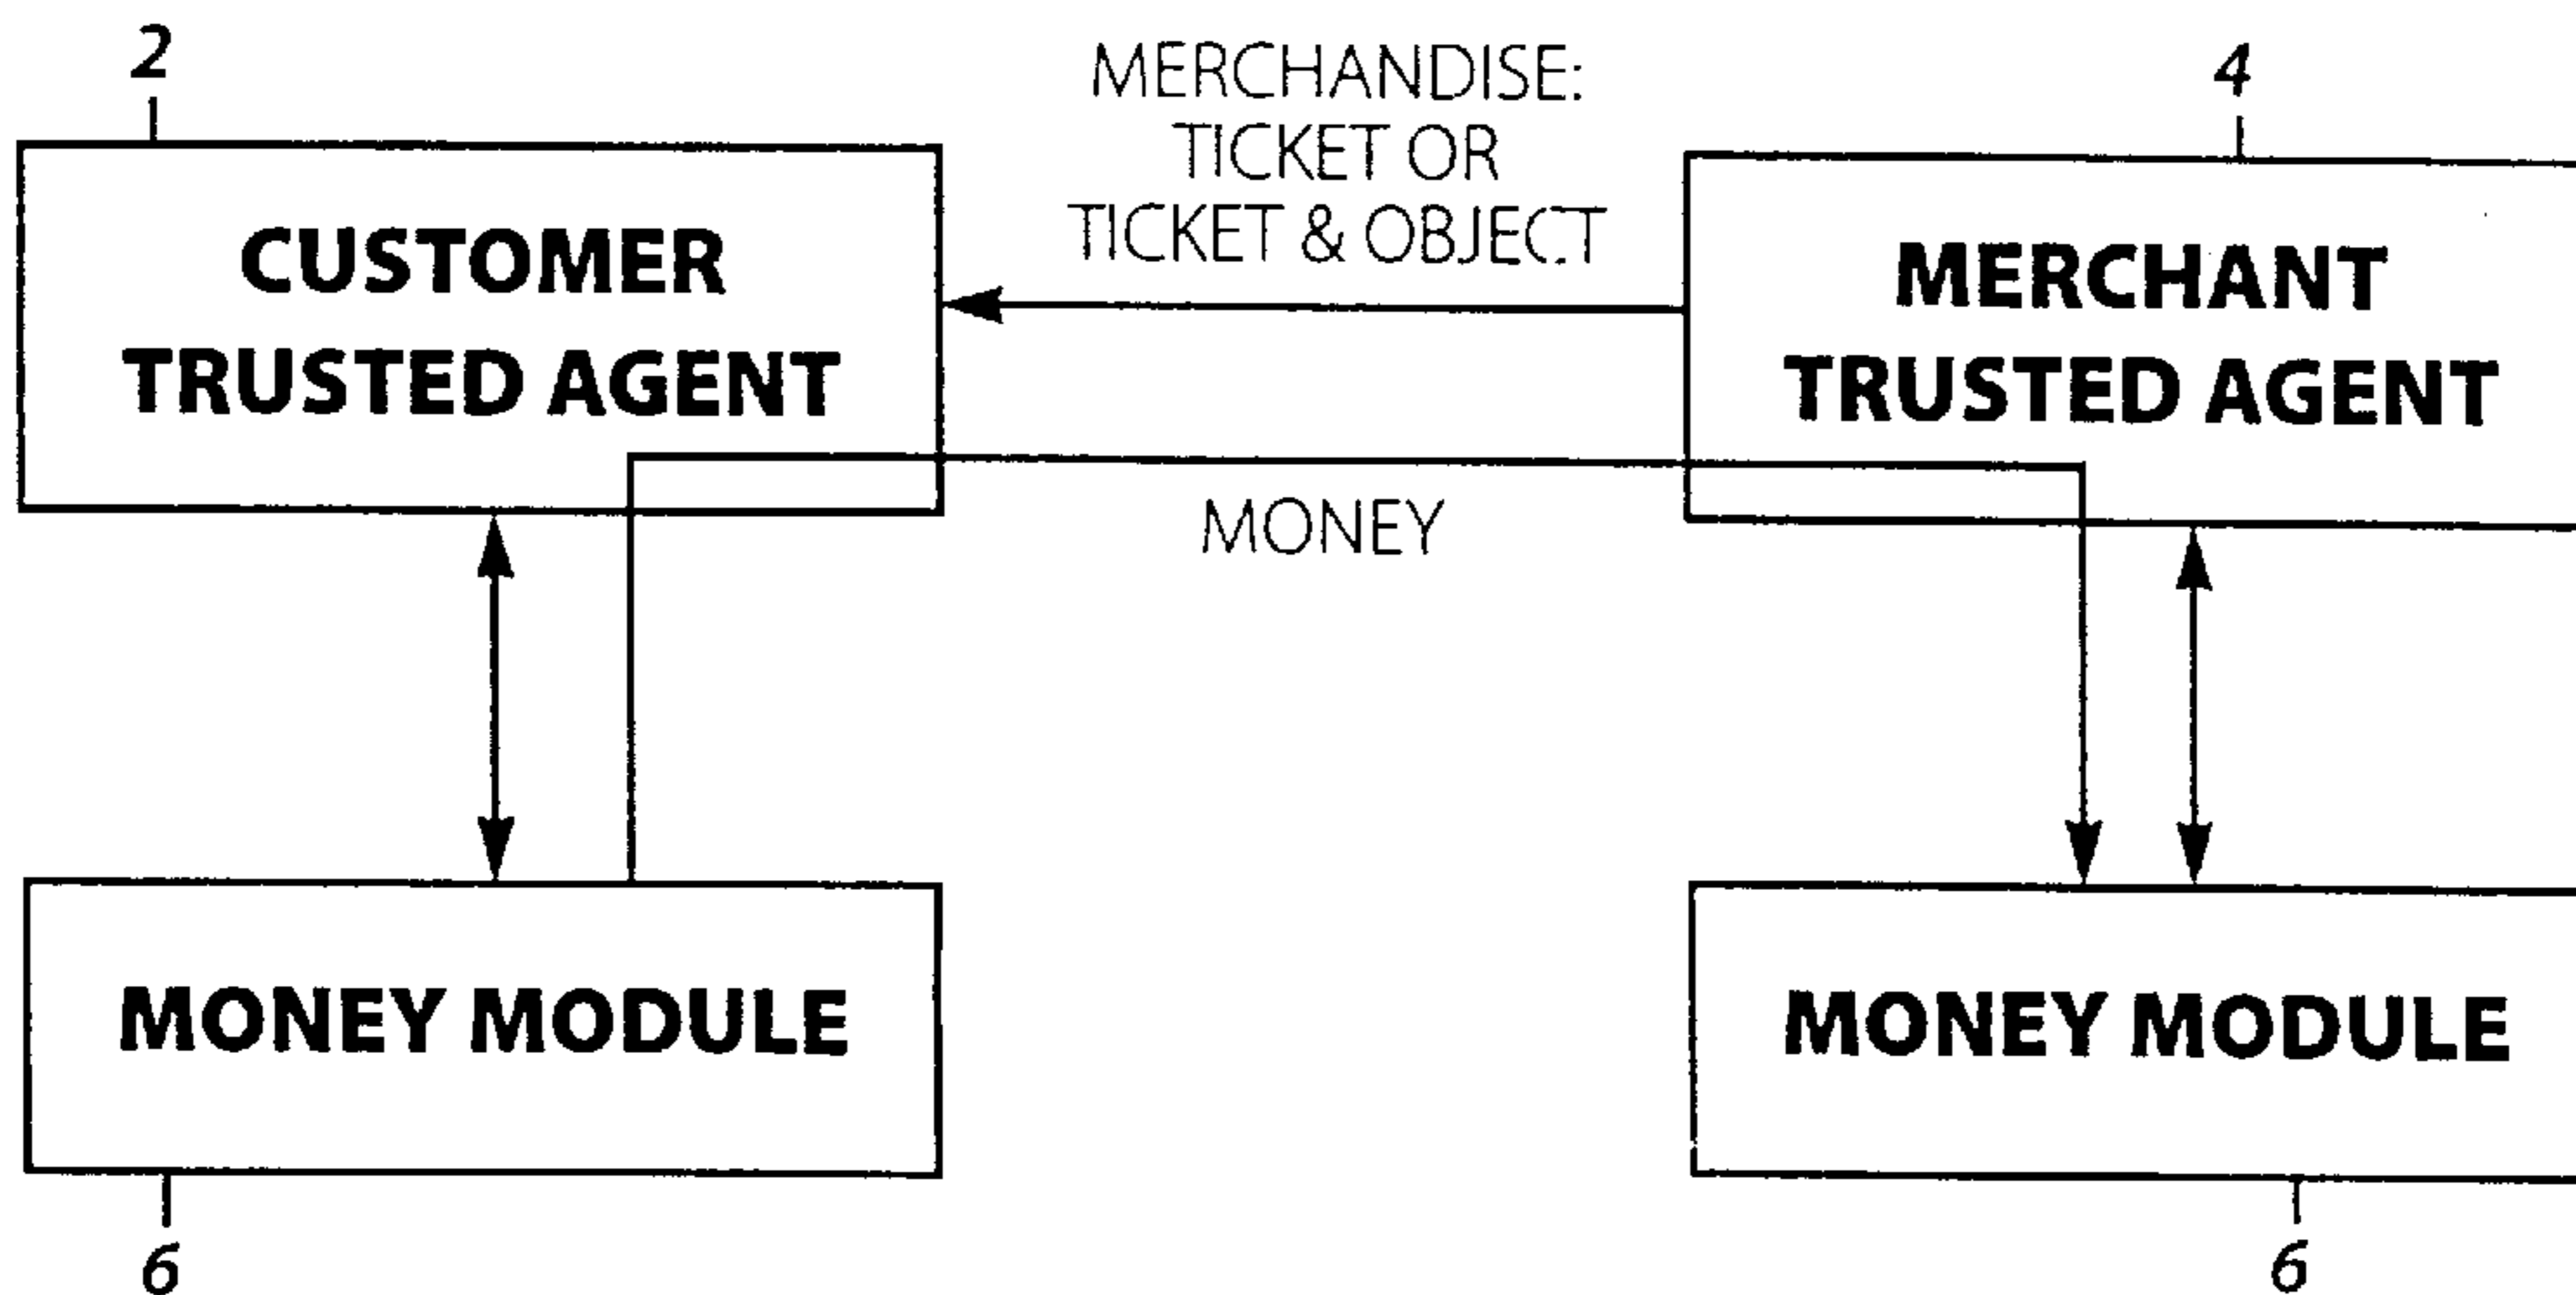 2
4
MERCHANDISE:
TICKET OR
TICKET & OBJECT
CUSTOMER
TRUSTED AGENT
MERCHANT
TRUSTED AGENT
MONEY
MONEY MODULE
MONEY MODULE
6
6